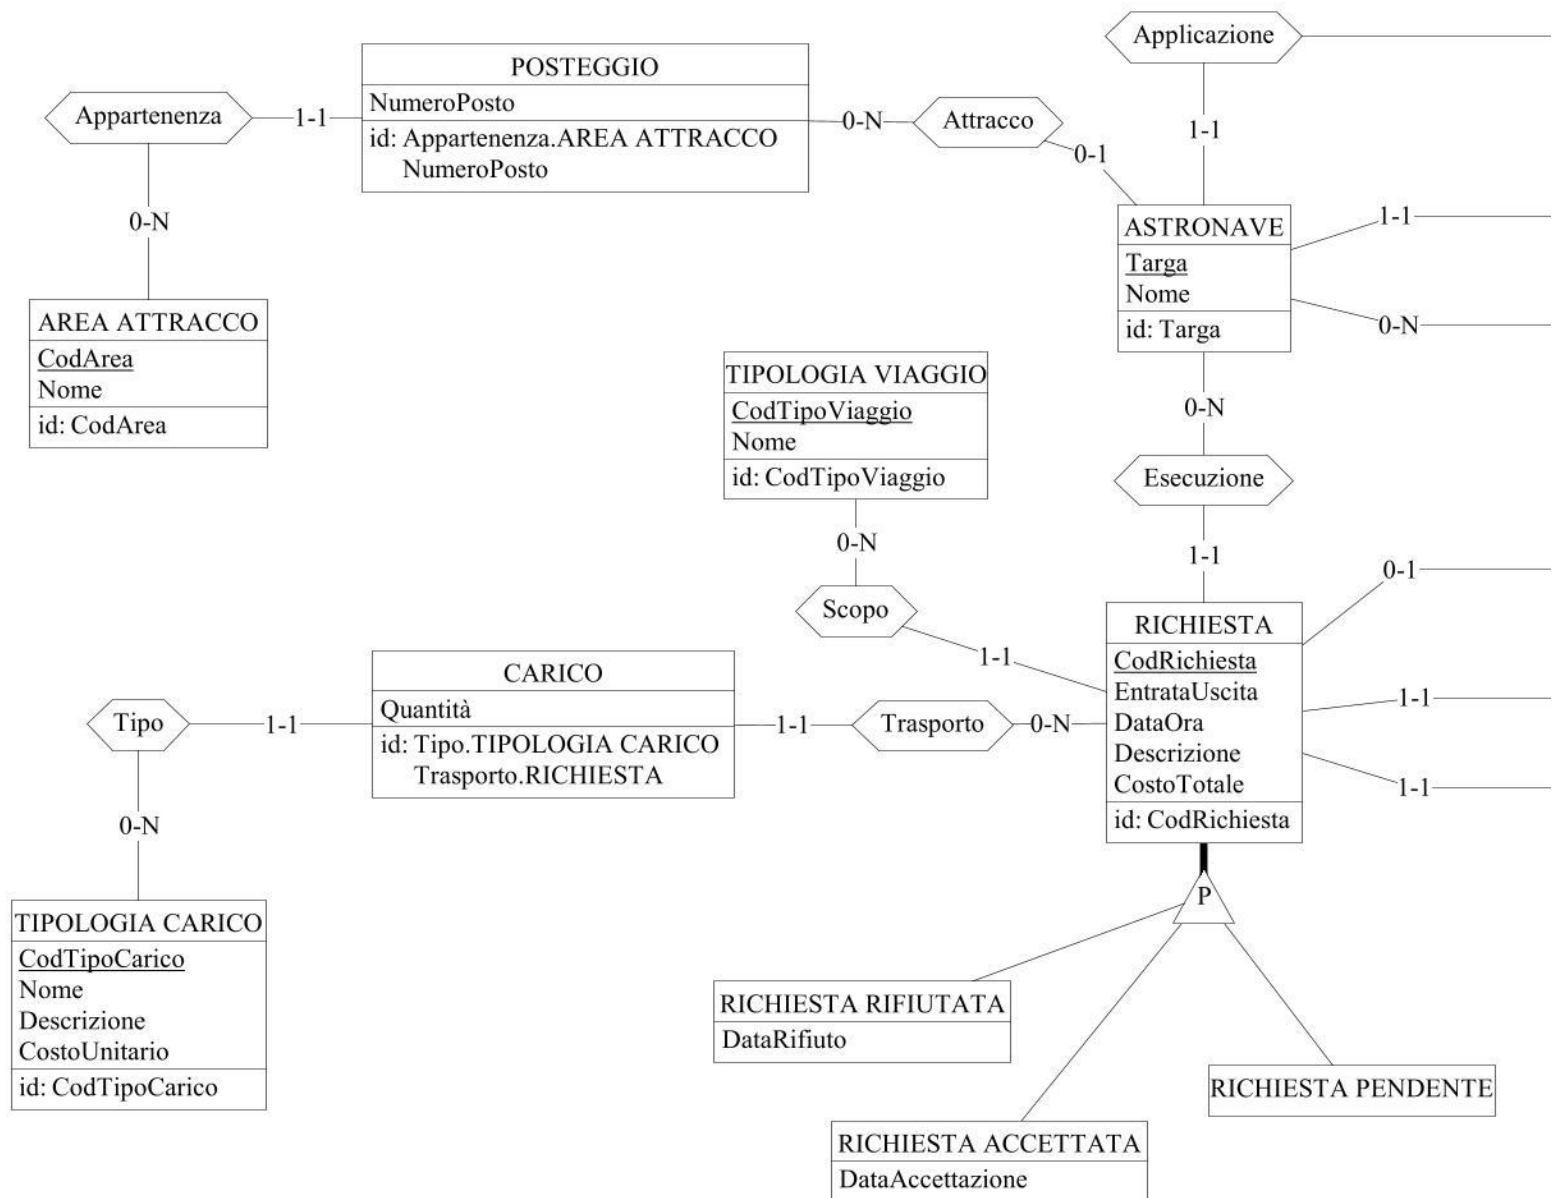 Applicazione
POSTEGGIO
NumeroPosto
id: Appartenenza.AREA ATTRACCO
NumeroPosto
Appartenenza
1-1
0-N
Attracco
0-1
1-1
0-N
AREA ATTRACCO
CodArea
Nome
id: CodArea
ASTRONAVE
Targa
Nome
id: Targa
1-1
0-N
TIPOLOGIA VIAGGIO
CodTipoViaggio
Nome
id: CodTipoViaggio
0-N
Esecuzione
0-N
1-1
Scopo
1-1
0-1
RICHIESTA
CodRichiesta
EntrataUscita
DataOra
Descrizione
CostoTotale
id: CodRichiesta
1-1
1-1
CARICO
Quantità
id: Tipo.TIPOLOGIA CARICO
Trasporto.RICHIESTA
Tipo
1-1
1-1
Trasporto
0-N
0-N
TIPOLOGIA CARICO
CodTipoCarico
Nome
Descrizione
CostoUnitario
id: CodTipoCarico
P
RICHIESTA RIFIUTATA
DataRifiuto
RICHIESTA PENDENTE
RICHIESTA ACCETTATA
DataAccettazione